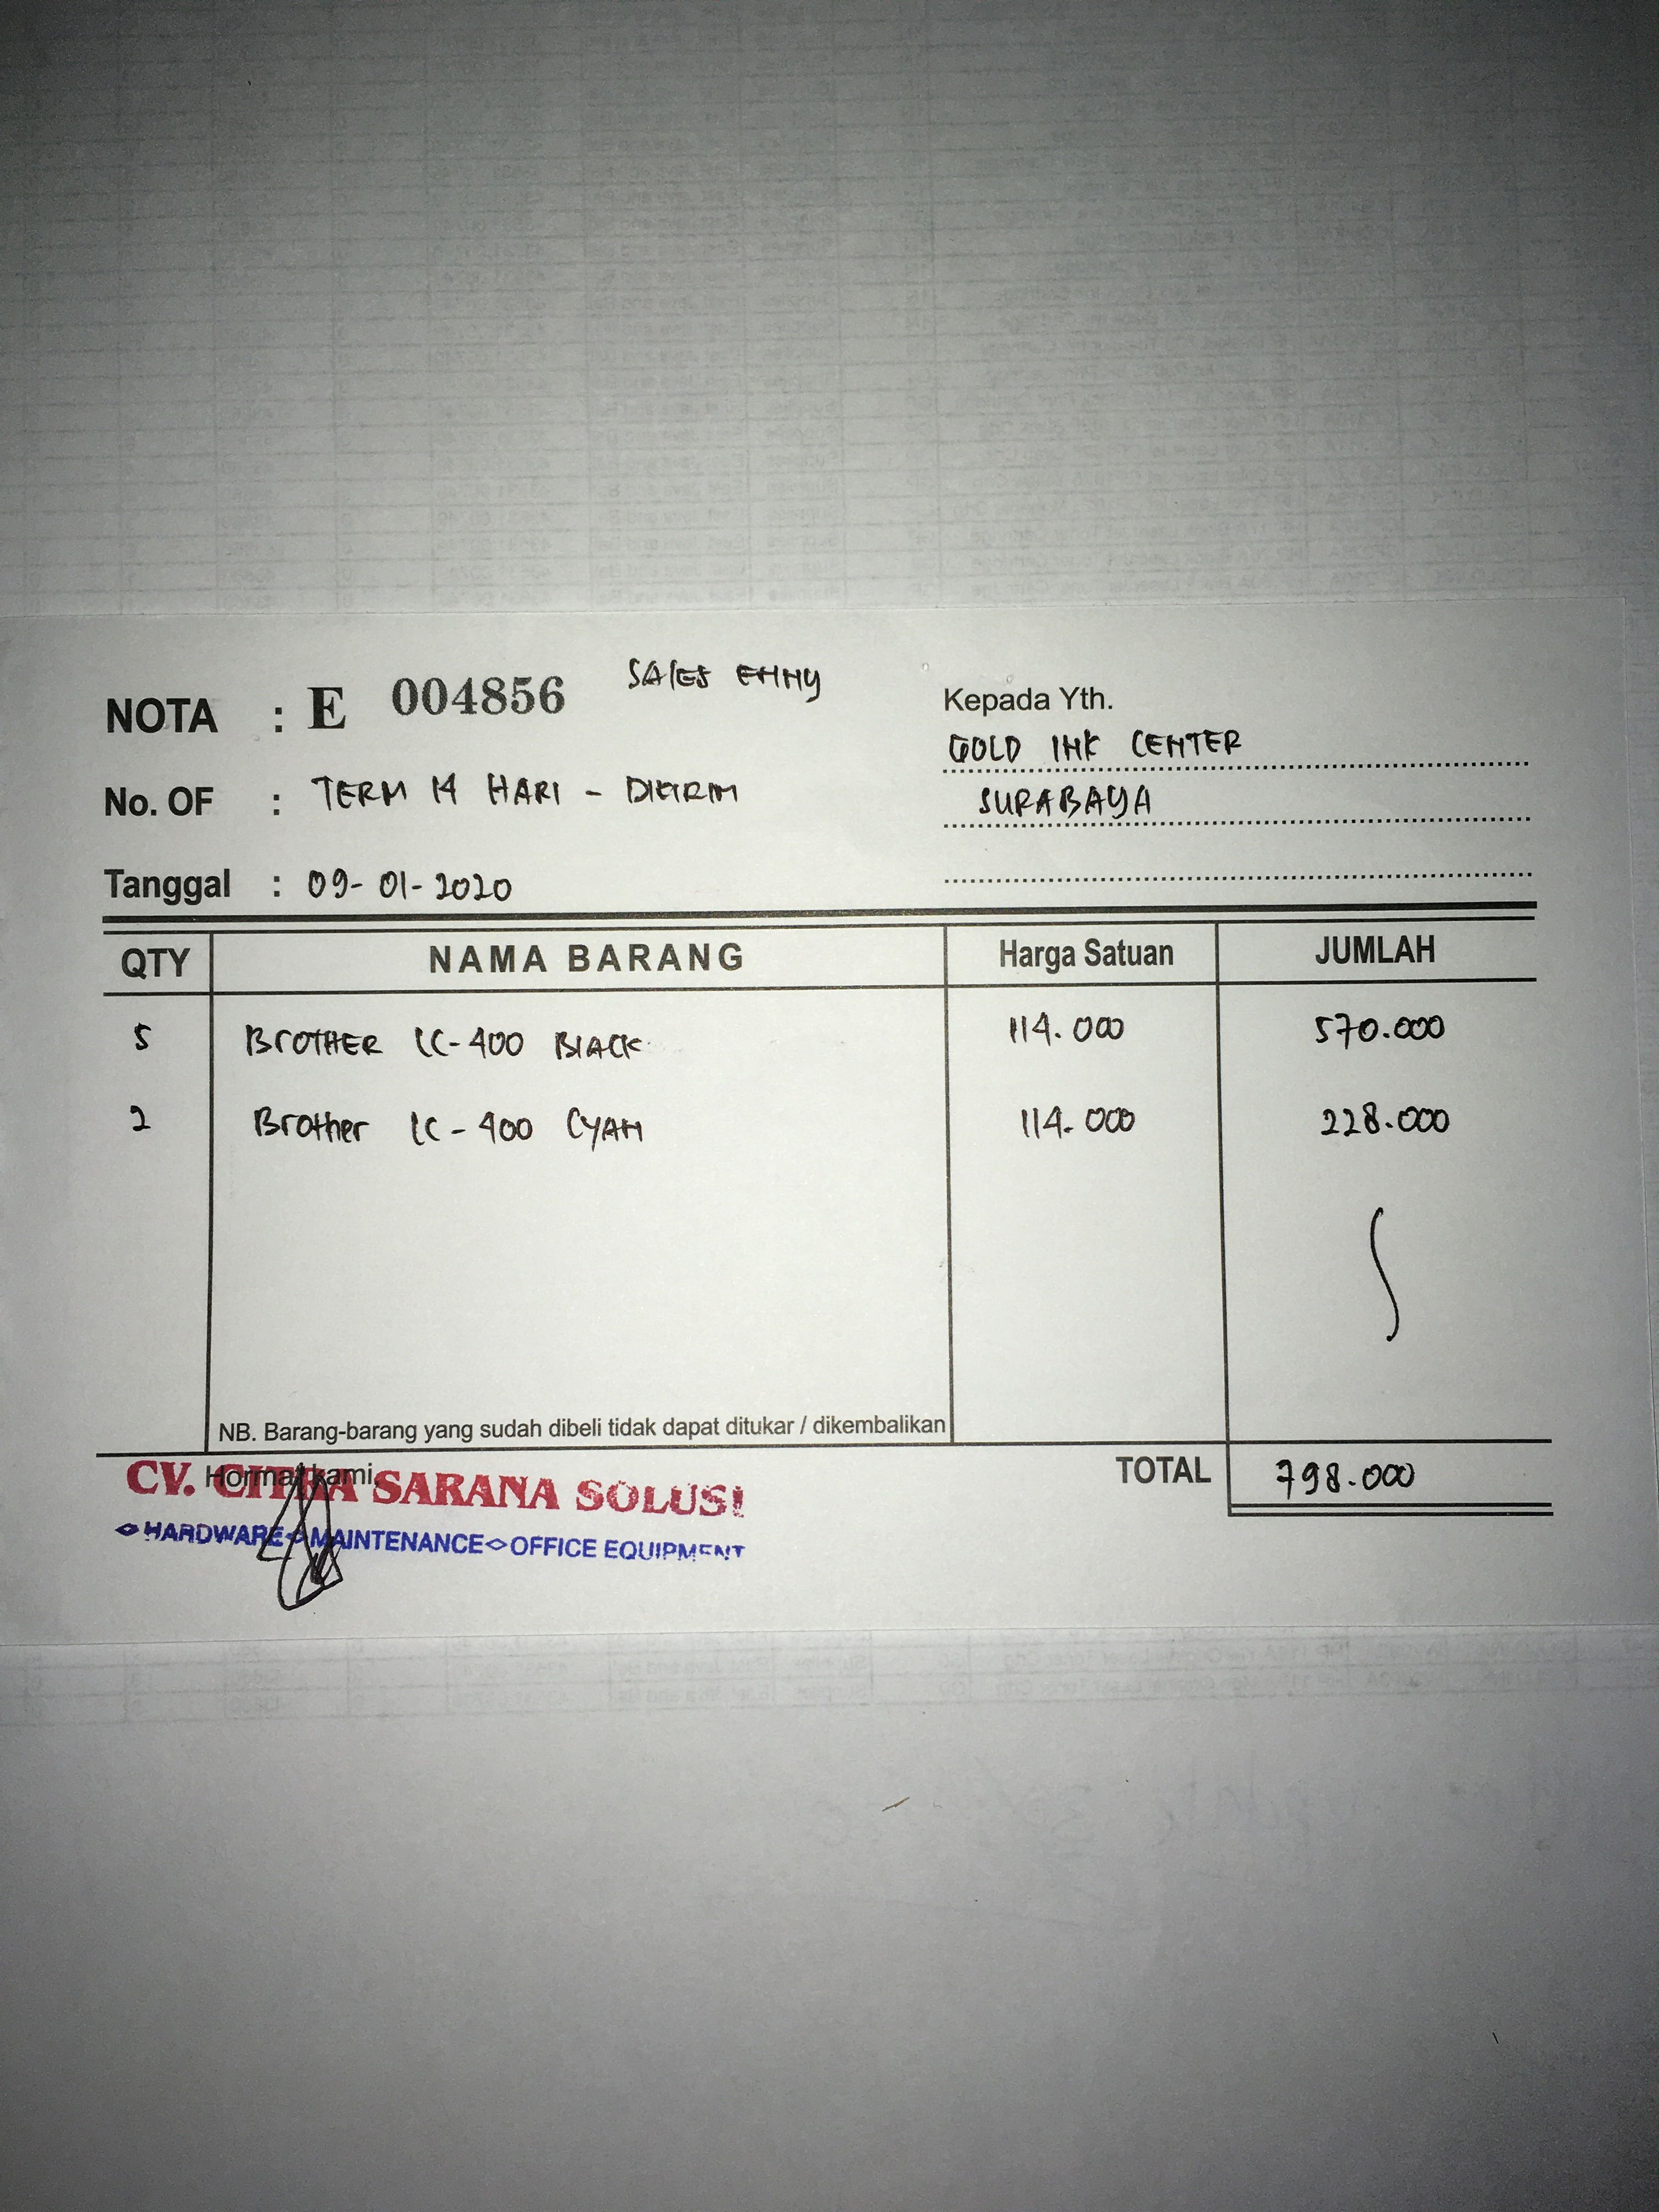 NOTA : E 004856 SALES ENNY
Kepada Yth.
GOLD INK CENTER
SURABAYA
No. OF : TERM 14 HARI - DIKIRIM
Tanggal : 09-01-2020
QTY NAMA BARANG Harga Satuan JUMLAH
5 BROTHER LC-400 BLACK 114.000 570.000
2 Brother LC-400 CYAN 114.000 228.000
NB. Barang-barang yang sudah dibeli tidak dapat ditukar / dikembalikan
TOTAL 798.000
Hormat kami,
CV. CITRA SARANA SOLUSI
HARDWARE MAINTENANCE OFFICE EQUIPMENT